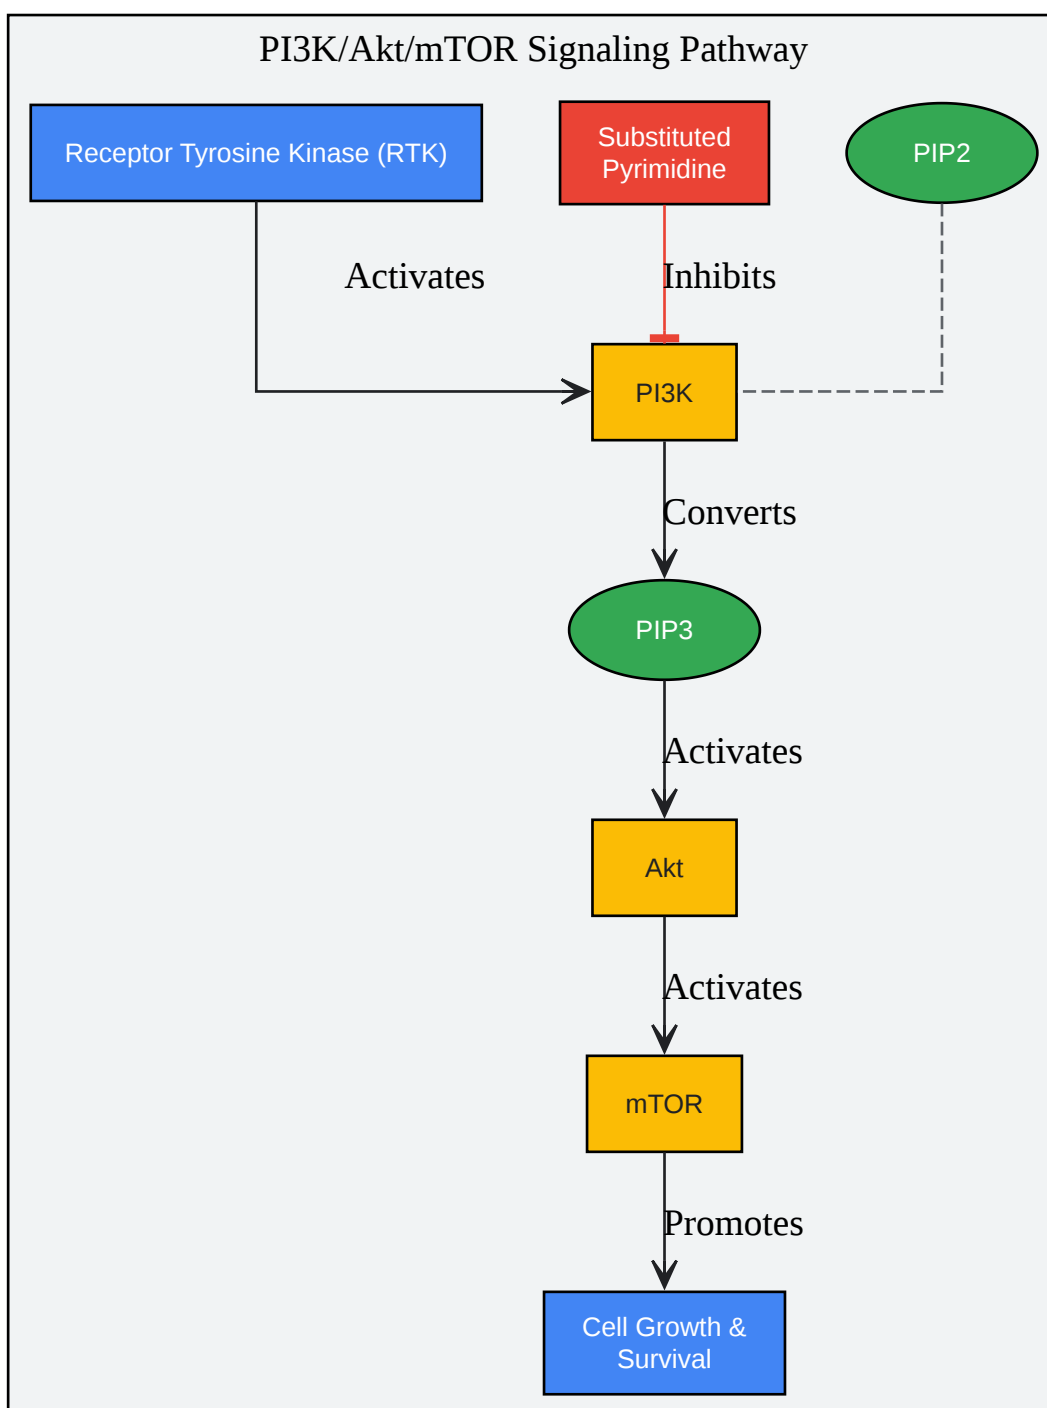 PI3K/Akt/mTOR Signaling Pathway
Receptor Tyrosine Kinase (RTK)
Substituted
Pyrimidine
PIP2
Activates
Inhibits
PI3K
Converts
PIP3
Activates
Akt
Activates
mTOR
Promotes
Cell Growth &
Survival